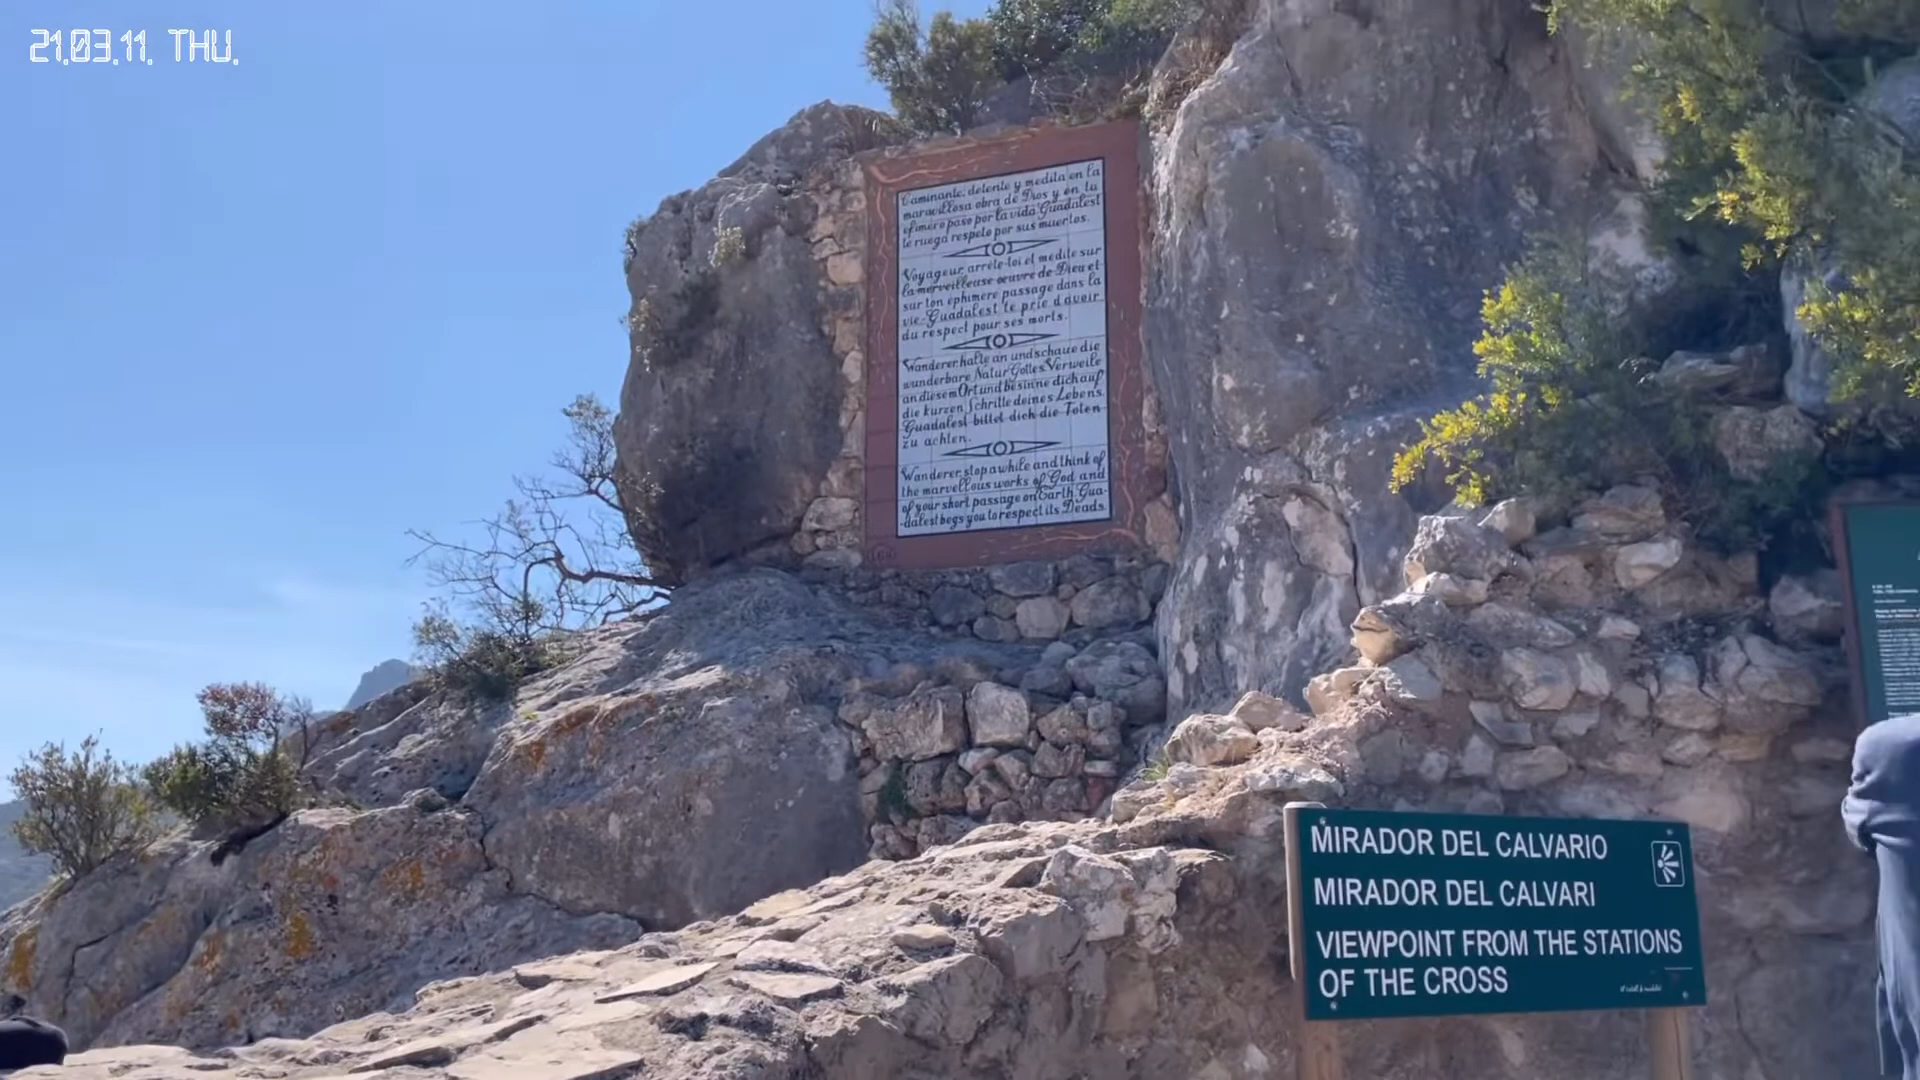 21.03.11. THU.
Caminante, detente y medita en la
maravillosa obra de Dios y en tu
efímero paso por la vida. Guadalest
te ruega respeto por sus muertos.
Voyageur, arrête-toi et medite sur
la merveilleuse oeuvre de Dieu et
sur ton éphimere passage dans la
vie-Guadalest te prie d'avoir
du respect pour ses morts.
Wanderer halte an und schaue die
wunderbare Natur Gottes. Verweile
an diesem Ort und besinne dich auf
die kurzen Schritte deines Lebens.
Guadalest bittet dich die Toten
zu achten.
Wanderer, stop awhile and think of
the marvellous works of God and
of your short passage on Earth. Gua-
-dalest begs you to respect its Deads.
MIRADOR DEL CALVARIO
MIRADOR DEL CALVARI
VIEWPOINT FROM THE STATIONS
OF THE CROSS